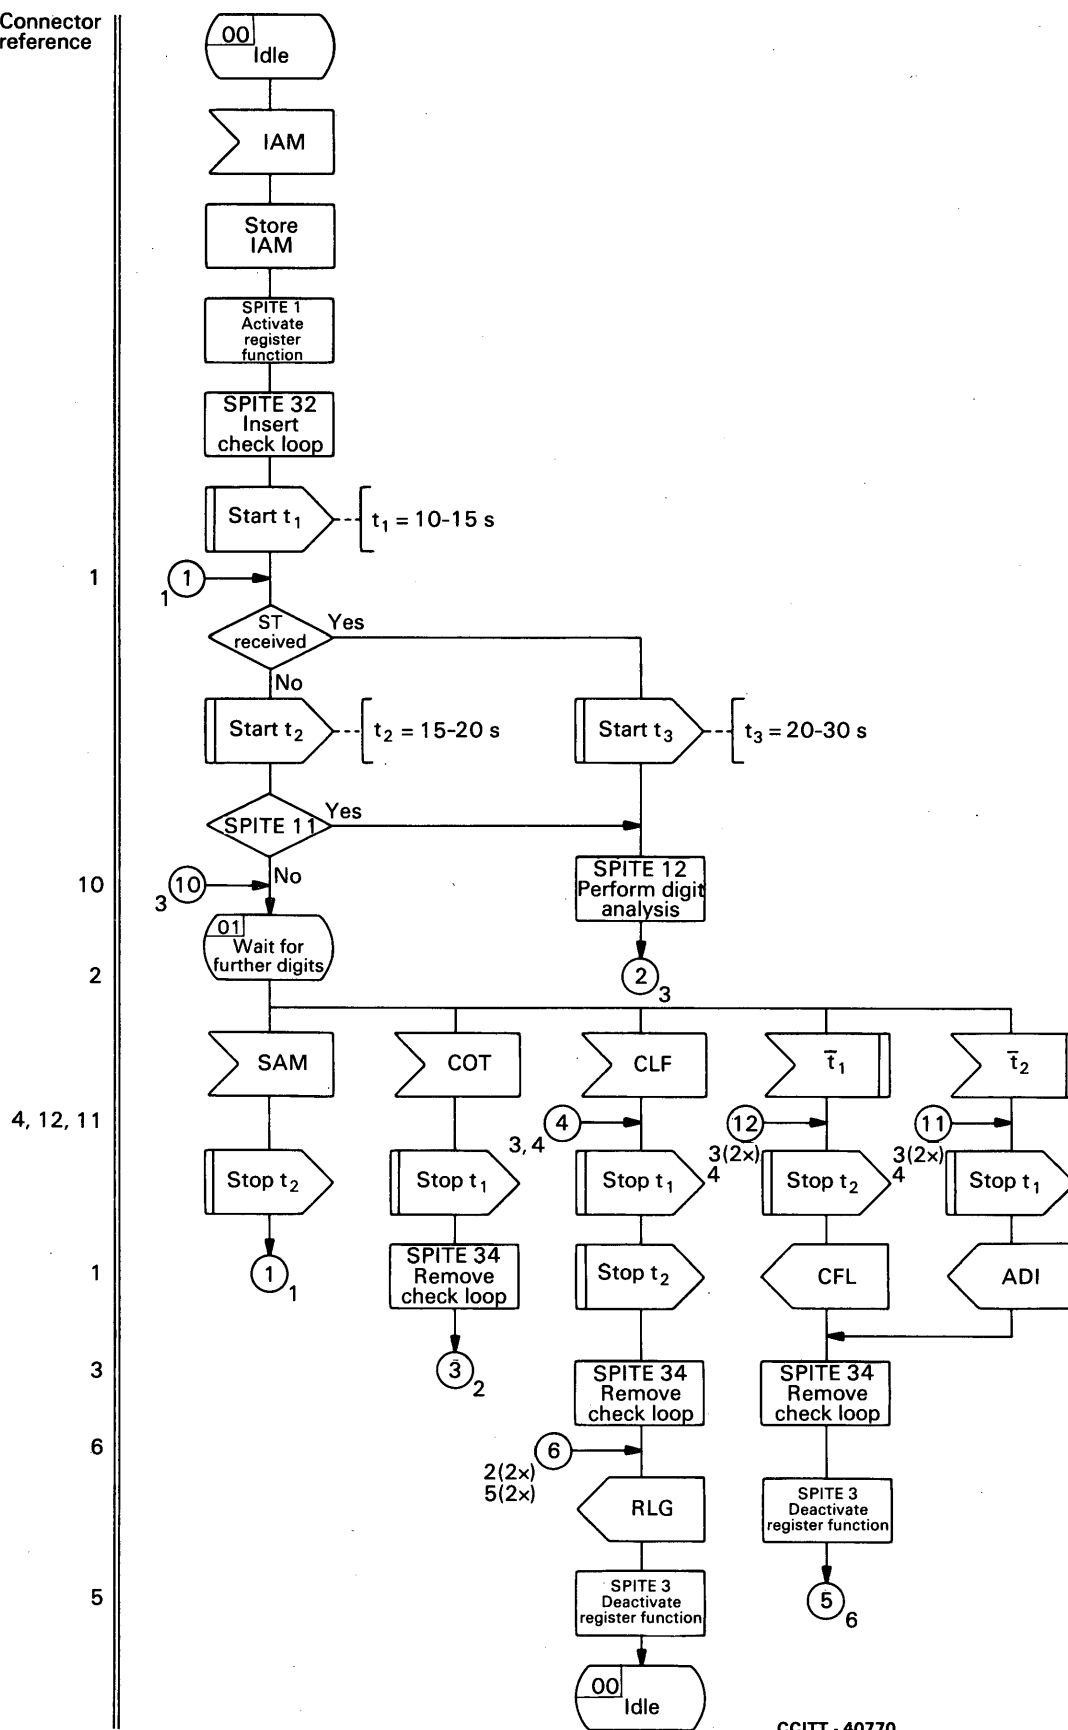 Connector
reference
00
Idle
IAM
Store
IAM
SPITE 1
Activate
register
function
SPITE 32
Insert
check loop
Start t1
t1 = 10-15 s
1
1
1
ST
received
Yes
No
Start t2
t2 = 15-20 s
Start t3
t3 = 20-30 s
SPITE 11
Yes
No
10
10
3
SPITE 12
Perform digit
analysis
01
Wait for
further digits
2
2
3
SAM
COT
CLF
t̄1
t̄2
4, 12, 11
4
3, 4
12
3(2×)
4
11
3(2×)
4
Stop t2
Stop t1
Stop t1
Stop t2
Stop t1
1
1
1
SPITE 34
Remove
check loop
Stop t2
CFL
ADI
3
3
2
SPITE 34
Remove
check loop
SPITE 34
Remove
check loop
6
6
2(2×)
5(2×)
RLG
SPITE 3
Deactivate
register function
5
SPITE 3
Deactivate
register function
5
6
00
Idle
CCITT - 40770